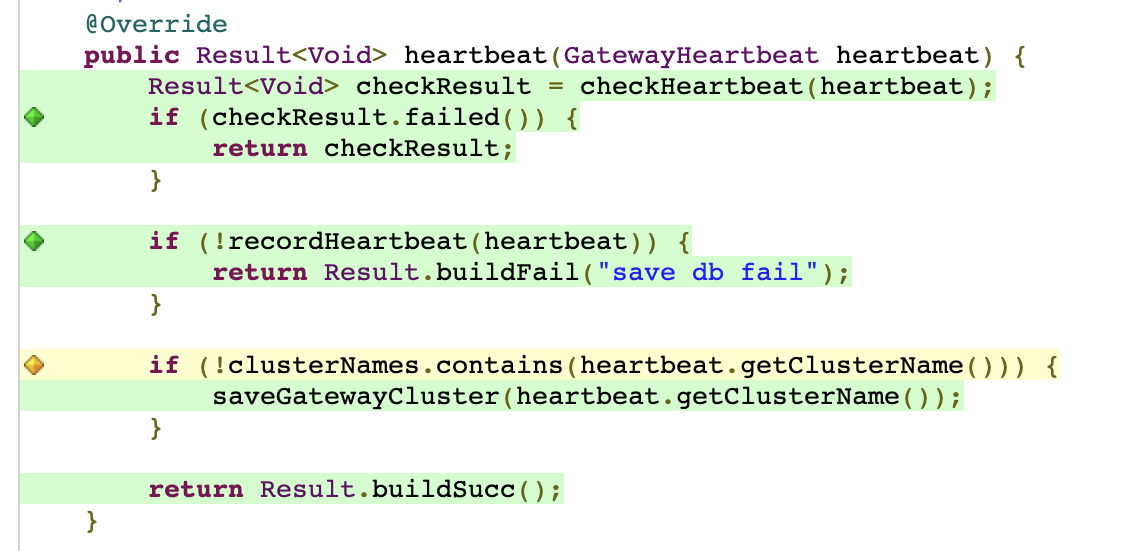 @Override
public Result<Void> heartbeat(GatewayHeartbeat heartbeat) {
    Result<Void> checkResult = checkHeartbeat(heartbeat);
    if (checkResult.failed()) {
        return checkResult;
    }

    if (!recordHeartbeat(heartbeat)) {
        return Result.buildFail("save db fail");
    }

    if (!clusterNames.contains(heartbeat.getClusterName())) {
        saveGatewayCluster(heartbeat.getClusterName());
    }

    return Result.buildSucc();
}